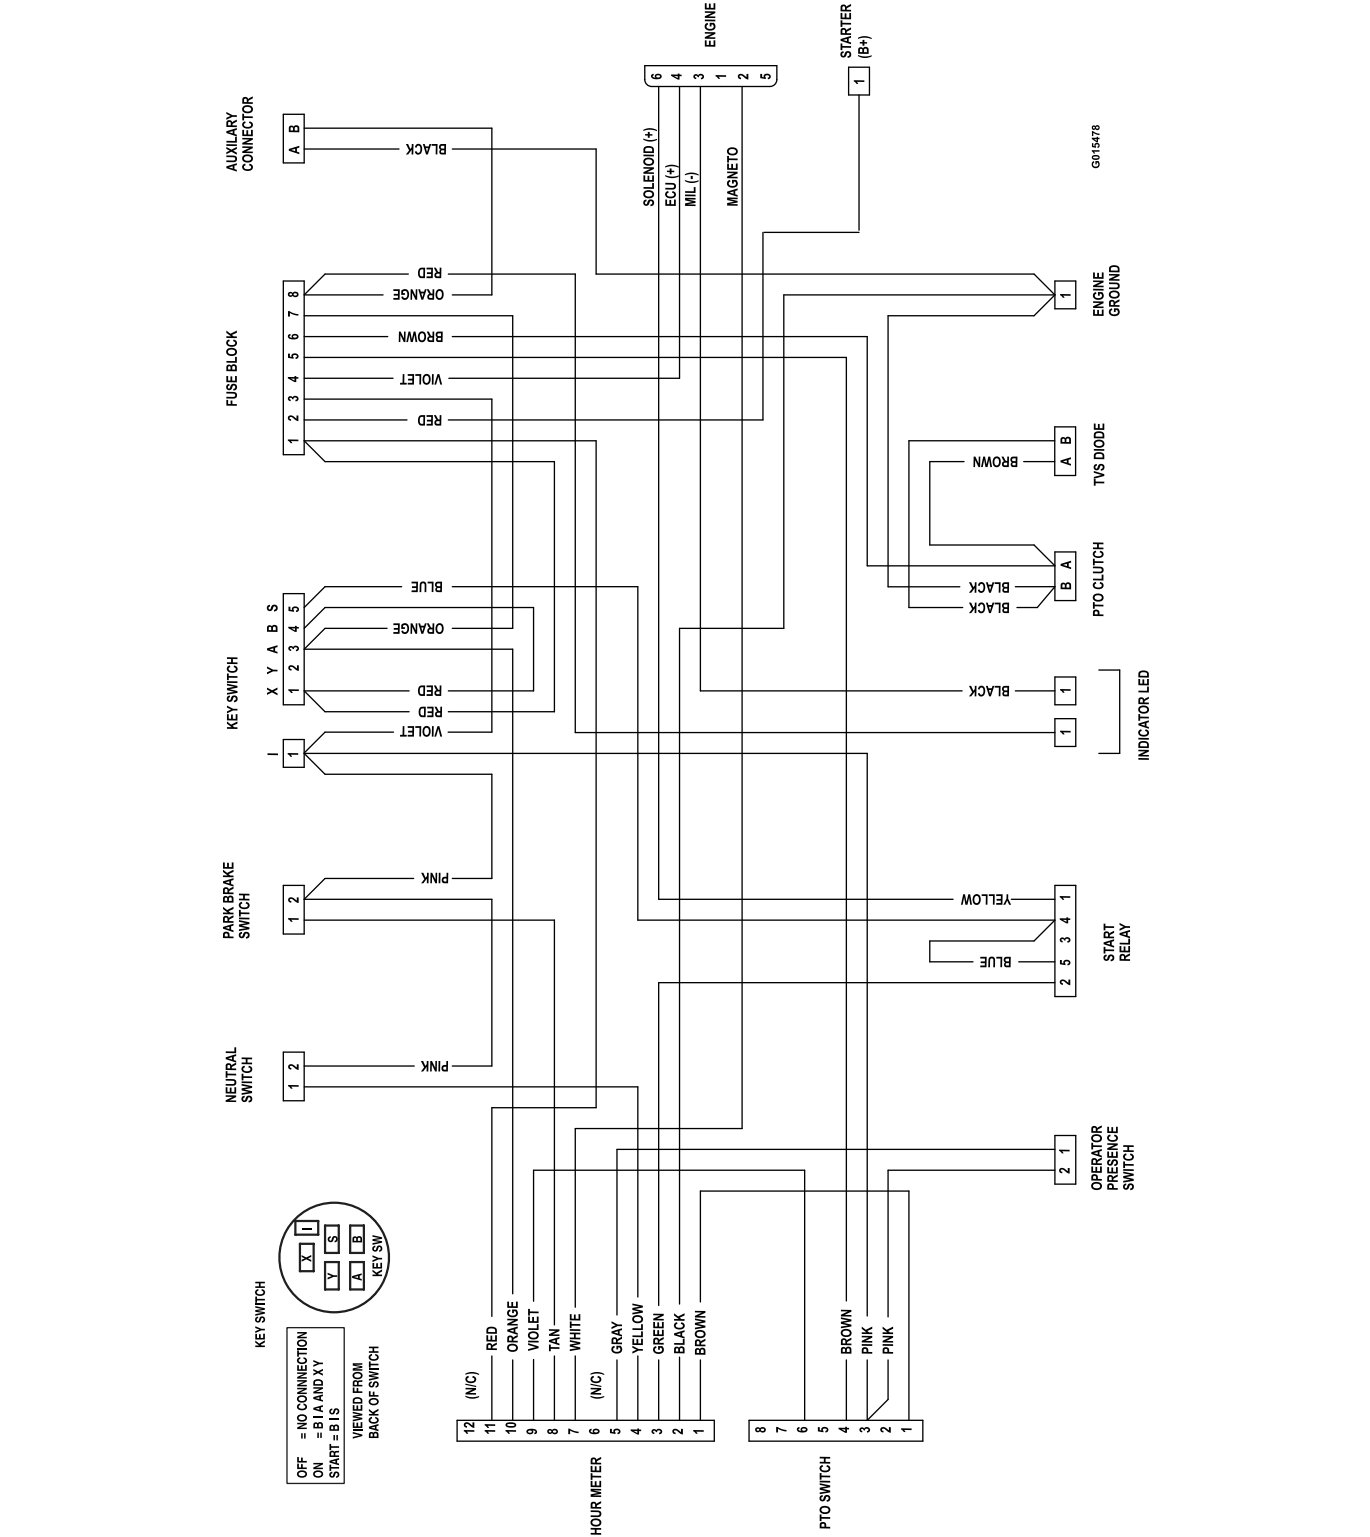 ENGINE
6 4 3 1 2 5
STARTER
(B+)
1
AUXILARY
CONNECTOR
A B
BLACK
SOLENOID (+)
ECU (+)
MIL (-)
MAGNETO
G015478
FUSE BLOCK
1 2 3 4 5 6 7 8
RED
ORANGE
BROWN
VIOLET
RED
ENGINE
GROUND
1
TVS DIODE
A B
BROWN
PTO CLUTCH
B A
BLACK
BLACK
KEY SWITCH
X Y A B S
1 2 3 4 5
BLUE
ORANGE
RED
RED
VIOLET
I
1
BLACK
1
1
INDICATOR LED
PARK BRAKE
SWITCH
1 2
PINK
YELLOW
BLUE
2 5 3 4 1
START
RELAY
NEUTRAL
SWITCH
1 2
PINK
OPERATOR
PRESENCE
SWITCH
2 1
KEY SWITCH
I
X
S
Y
B
A
KEY SW
OFF = NO CONNNECTION
ON = B I A AND X Y
START = B I S
VIEWED FROM
BACK OF SWITCH
(N/C)
RED
ORANGE
VIOLET
TAN
WHITE
(N/C)
GRAY
YELLOW
GREEN
BLACK
BROWN
12 11 10 9 8 7 6 5 4 3 2 1
HOUR METER
BROWN
PINK
PINK
8 7 6 5 4 3 2 1
PTO SWITCH